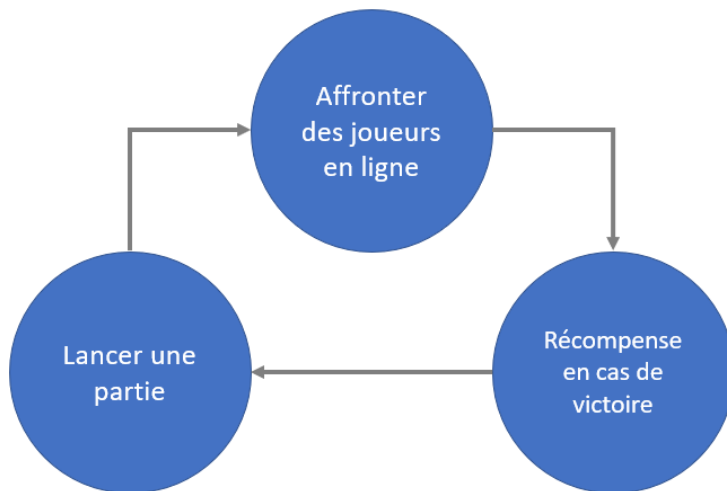 Affronter
des joueurs
en ligne
Lancer une
partie
Récompense
en cas de
victoire